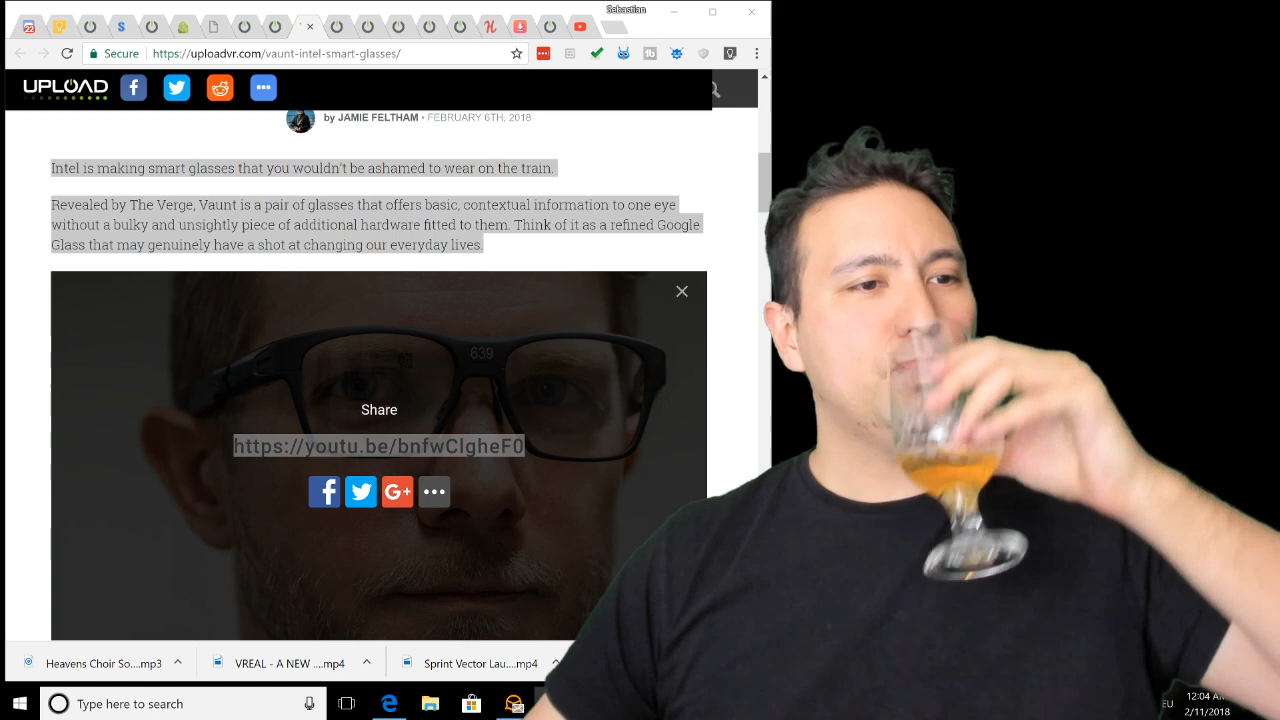 Sebastian
22
Secure
https://uploadvr.com/vaunt-intel-smart-glasses/
UPLOAD
by JAMIE FELTHAM • FEBRUARY 6TH, 2018
Intel is making smart glasses that you wouldn't be ashamed to wear on the train.
Revealed by The Verge, Vaunt is a pair of glasses that offers basic, contextual information to one eye
without a bulky and unsightly piece of additional hardware fitted to them. Think of it as a refined Google
Glass that may genuinely have a shot at changing our everyday lives.
639
Share
https://youtu.be/bnfwClgheF0
G+
Heavens Choir So....mp3
VREAL - A NEW ....mp4
Sprint Vector Lau....mp4
Type here to search
EU
12:04 A
2/11/2018